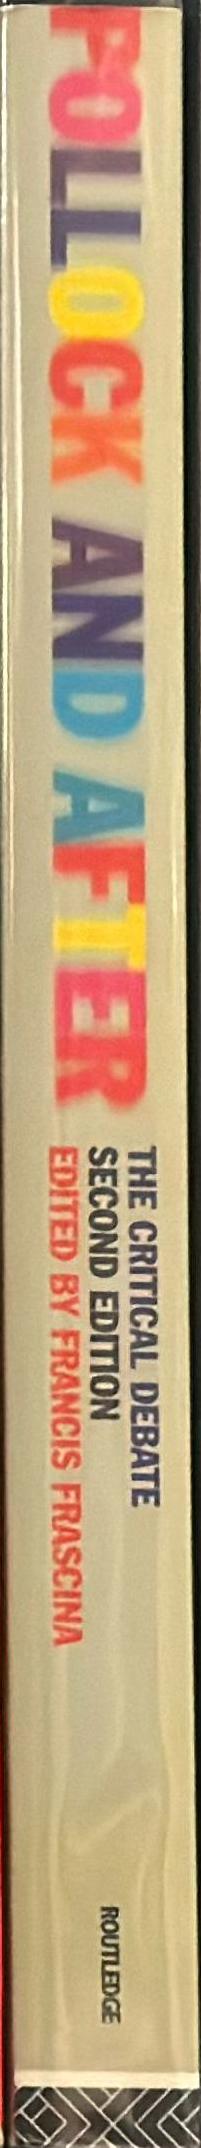 POLLOCK AND AFTER
THE CRITICAL DEBATE
SECOND EDITION
EDITED BY FRANCIS FRASCINA
ROUTLEDGE